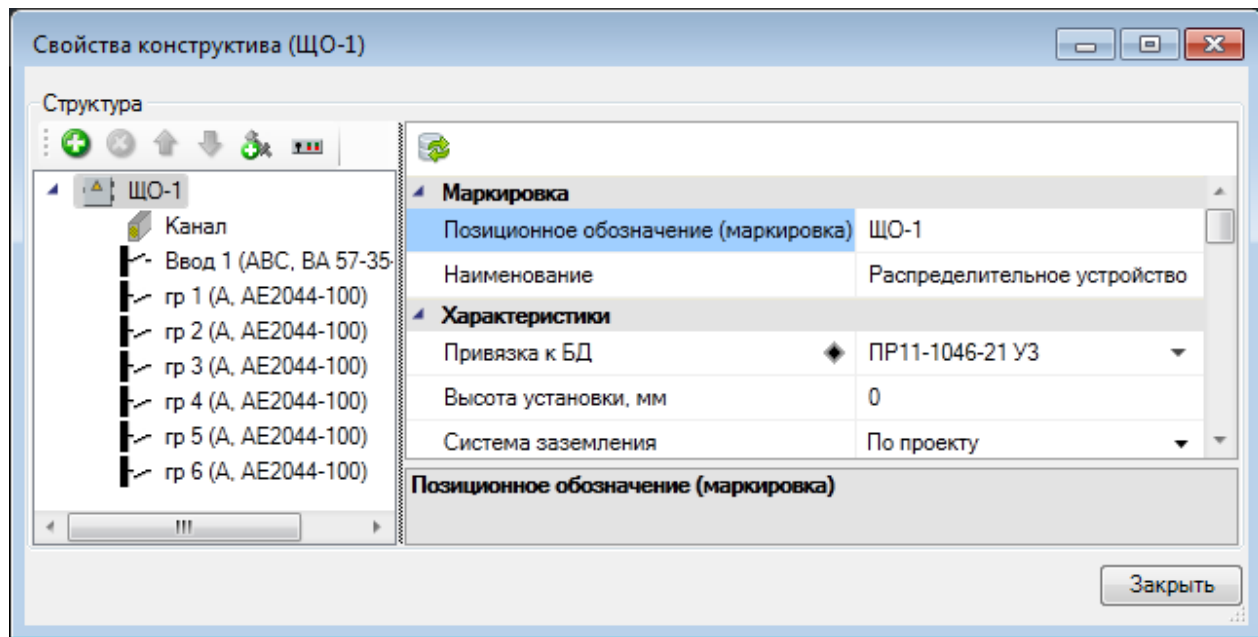 Свойства конструктива (ЩО-1)
Структура
ЩО-1
Канал
Ввод 1 (ABC, ВА 57-35-
гр 1 (А, АЕ2044-100)
гр 2 (А, АЕ2044-100)
гр 3 (А, АЕ2044-100)
гр 4 (А, АЕ2044-100)
гр 5 (А, АЕ2044-100)
гр 6 (А, АЕ2044-100)
Маркировка
Позиционное обозначение (маркировка) ЩО-1
Наименование Распределительное устройство
Характеристики
Привязка к БД ПР11-1046-21 У3
Высота установки, мм 0
Система заземления По проекту
Позиционное обозначение (маркировка)
Закрыть